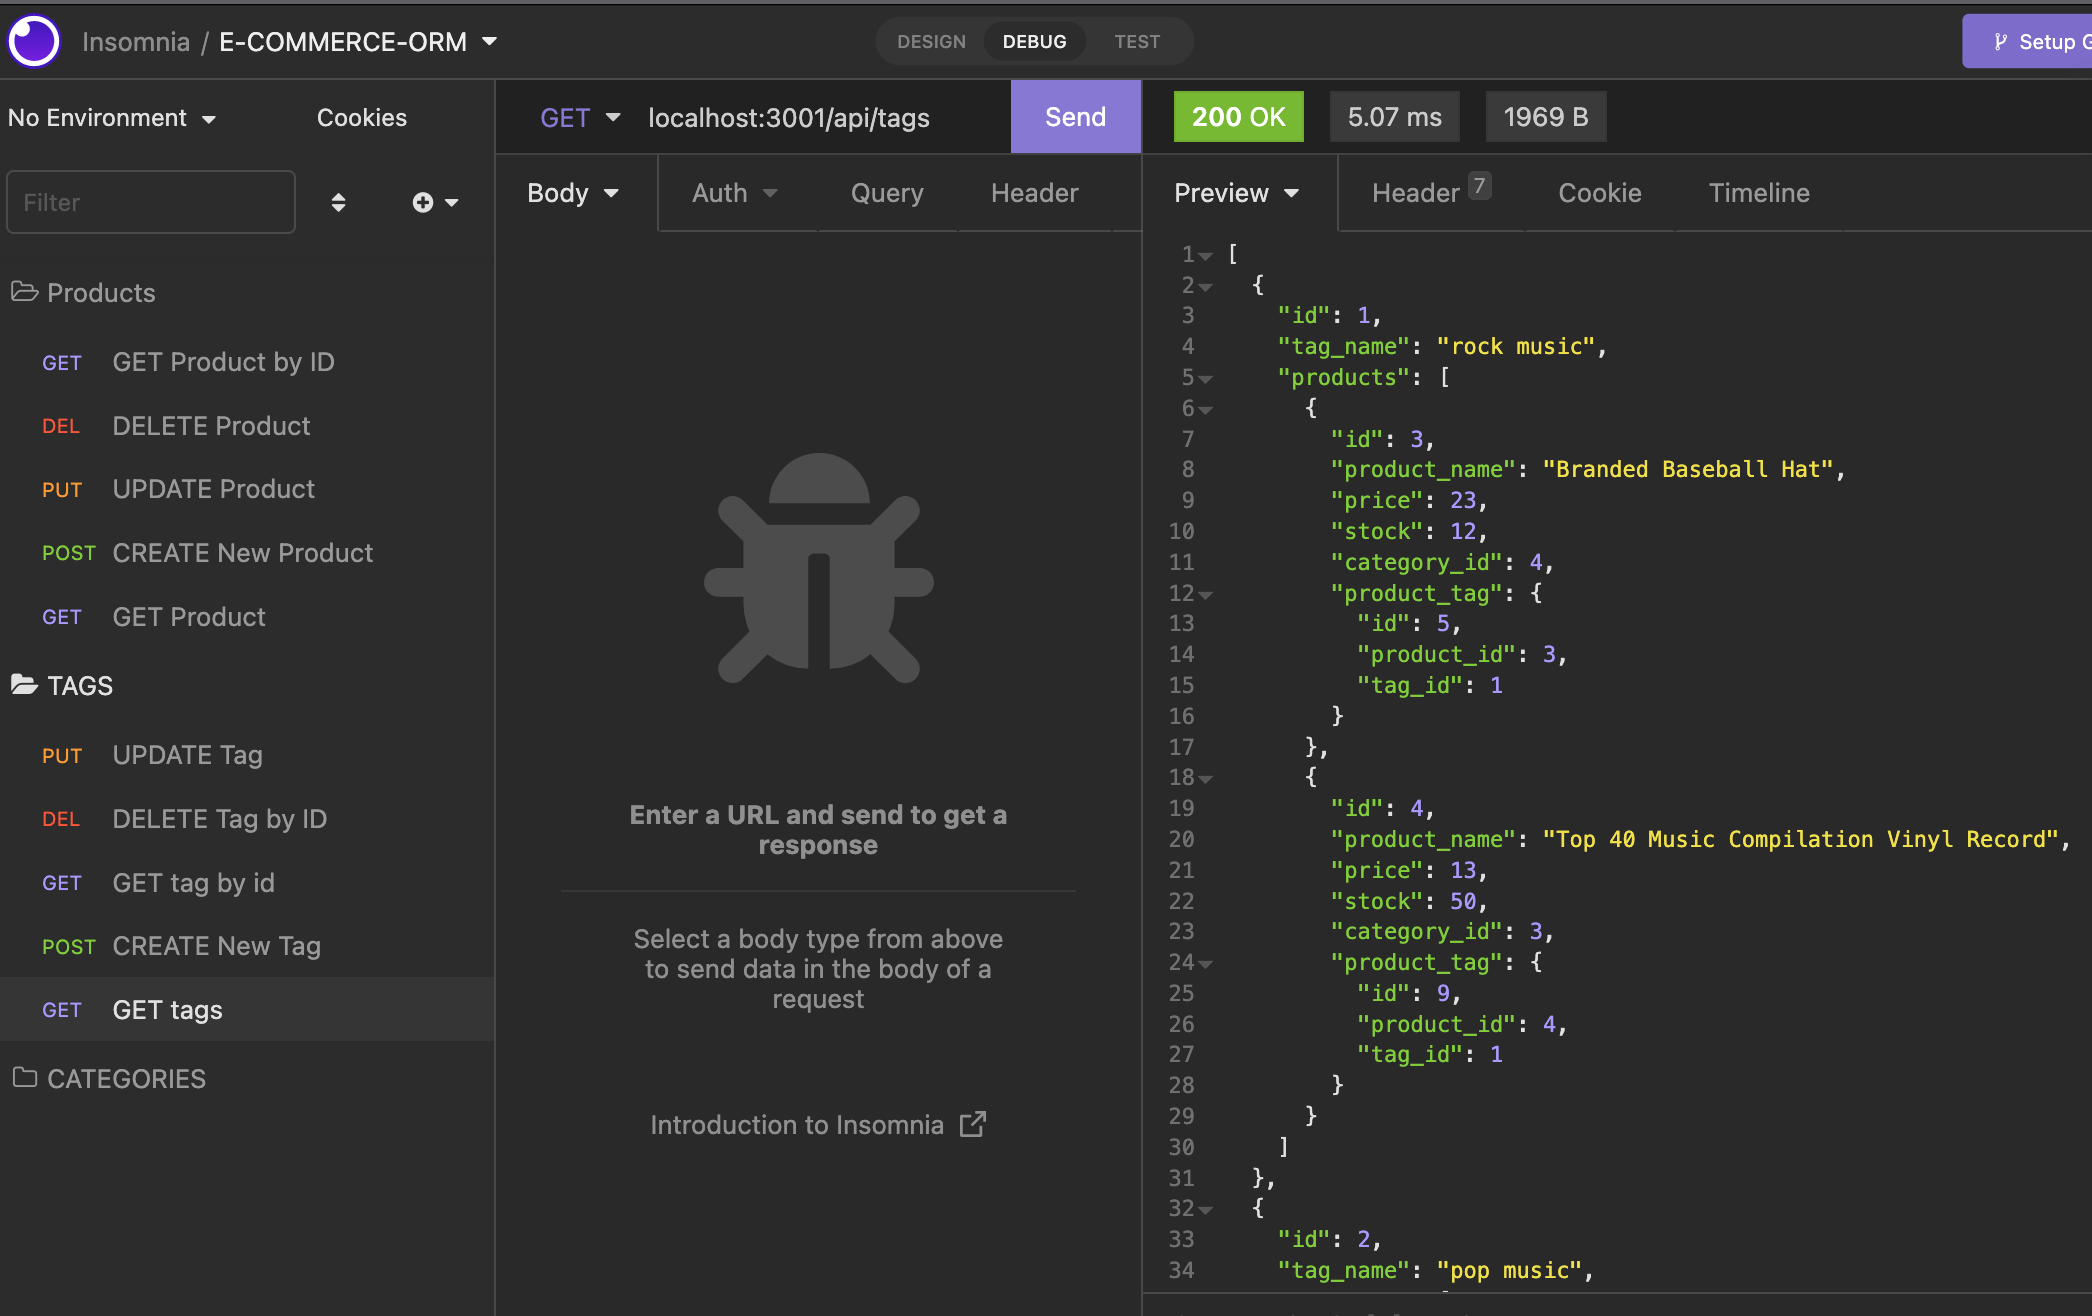 Insomnia / E-COMMERCE-ORM
DESIGN DEBUG TEST
Setup
No Environment
Cookies
Filter
Products
GET GET Product by ID
DEL DELETE Product
PUT UPDATE Product
POST CREATE New Product
GET GET Product
TAGS
PUT UPDATE Tag
DEL DELETE Tag by ID
GET GET tag by id
POST CREATE New Tag
GET GET tags
CATEGORIES
GET localhost:3001/api/tags Send
Body Auth Query Header
Enter a URL and send to get a
response
Select a body type from above
to send data in the body of a
request
Introduction to Insomnia
200 OK 5.07 ms 1969 B
Preview Header 7 Cookie Timeline
1 [
2 {
3 "id": 1,
4 "tag_name": "rock music",
5 "products": [
6 {
7 "id": 3,
8 "product_name": "Branded Baseball Hat",
9 "price": 23,
10 "stock": 12,
11 "category_id": 4,
12 "product_tag": {
13 "id": 5,
14 "product_id": 3,
15 "tag_id": 1
16 }
17 },
18 {
19 "id": 4,
20 "product_name": "Top 40 Music Compilation Vinyl Record",
21 "price": 13,
22 "stock": 50,
23 "category_id": 3,
24 "product_tag": {
25 "id": 9,
26 "product_id": 4,
27 "tag_id": 1
28 }
29 }
30 ]
31 },
32 {
33 "id": 2,
34 "tag_name": "pop music",